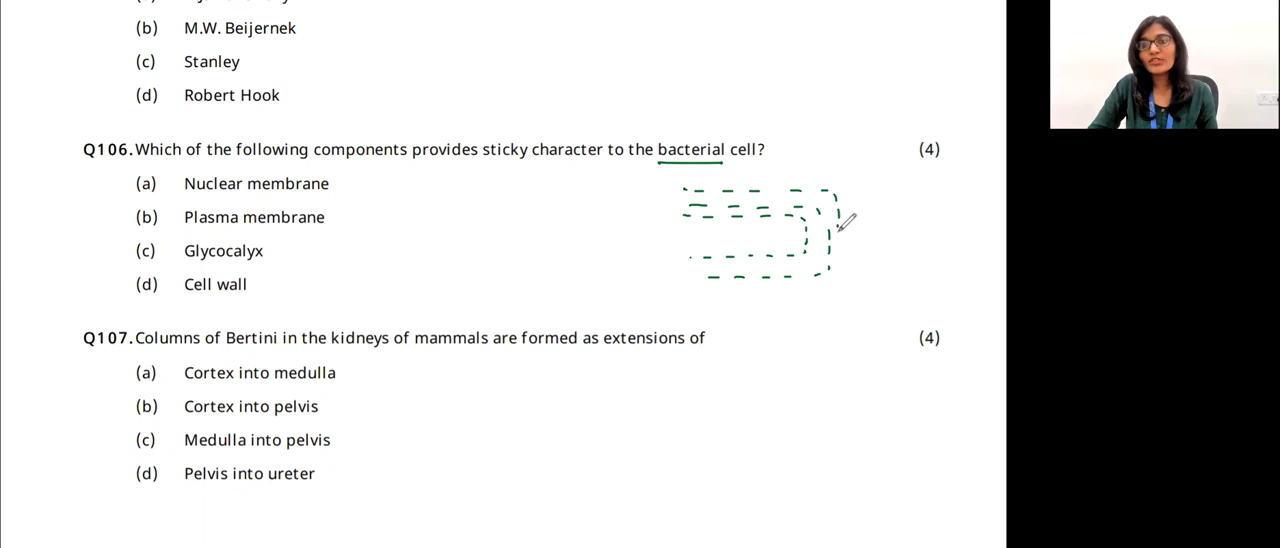 (b) M.W. Beijernek
(c) Stanley
(d) Robert Hook
Q106. Which of the following components provides sticky character to the bacterial cell? (4)
(a) Nuclear membrane
(b) Plasma membrane
(c) Glycocalyx
(d) Cell wall
Q107. Columns of Bertini in the kidneys of mammals are formed as extensions of (4)
(a) Cortex into medulla
(b) Cortex into pelvis
(c) Medulla into pelvis
(d) Pelvis into ureter